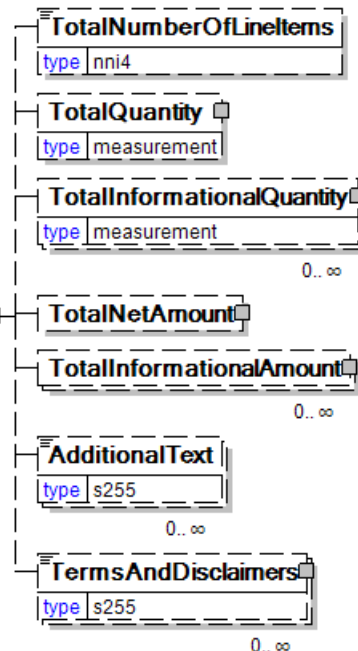 TotalNumberOfLineItems
type nni4
TotalQuantity
type measurement
TotalInformationalQuantity
type measurement
0.. ∞
TotalNetAmount
TotalInformationalAmount
0.. ∞
AdditionalText
type s255
0.. ∞
TermsAndDisclaimers
type s255
0.. ∞